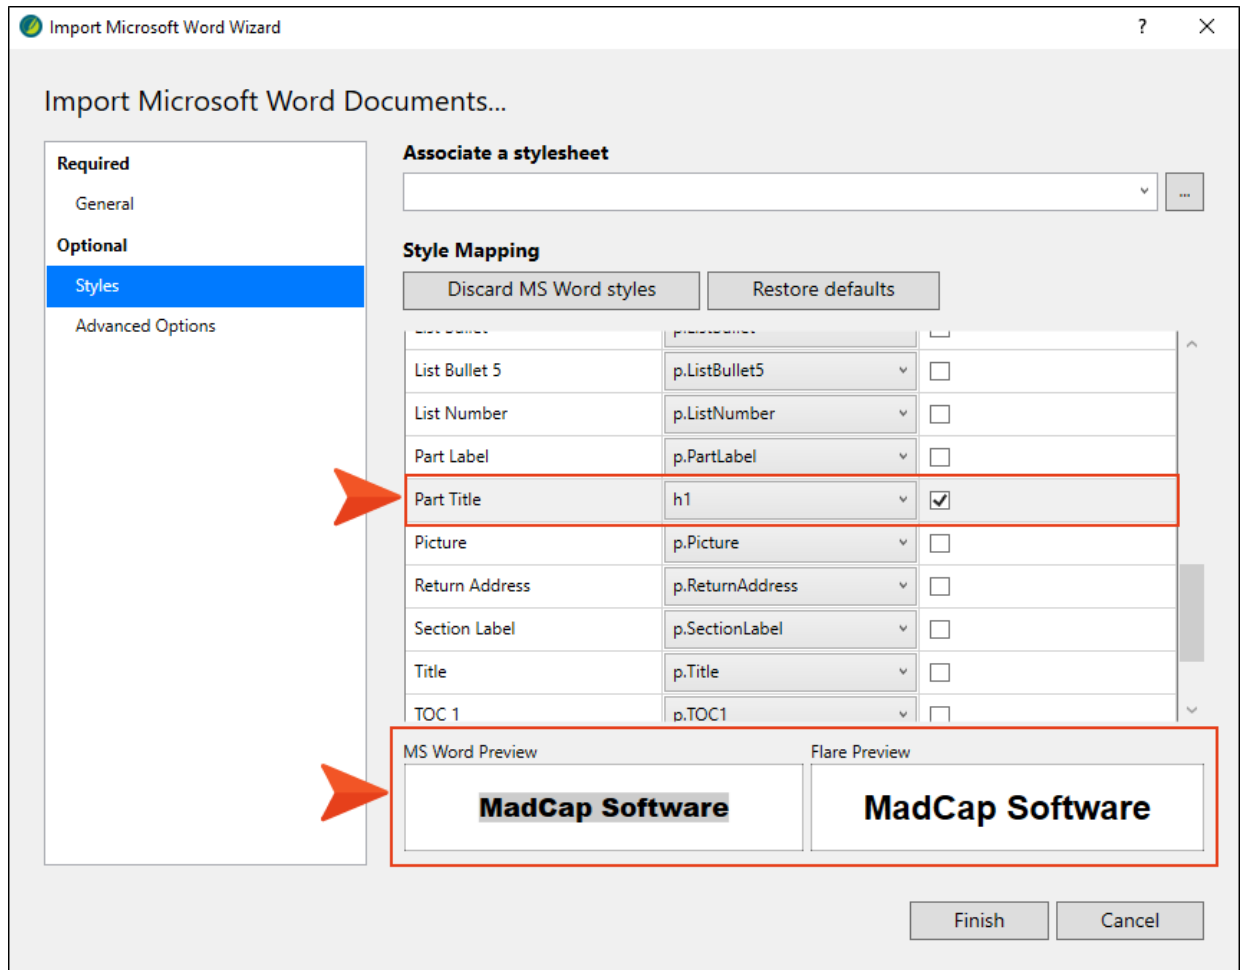 Import Microsoft Word Wizard ?
Import Microsoft Word Documents...
Required
General
Optional
Styles
Advanced Options
Associate a stylesheet
...
Style Mapping
Discard MS Word styles Restore defaults
List Bullet p.ListBullet
List Bullet 5 p.ListBullet5
List Number p.ListNumber
Part Label p.PartLabel
Part Title h1
Picture p.Picture
Return Address p.ReturnAddress
Section Label p.SectionLabel
Title p.Title
TOC 1 p.TOC1
MS Word Preview Flare Preview
MadCap Software MadCap Software
Finish Cancel